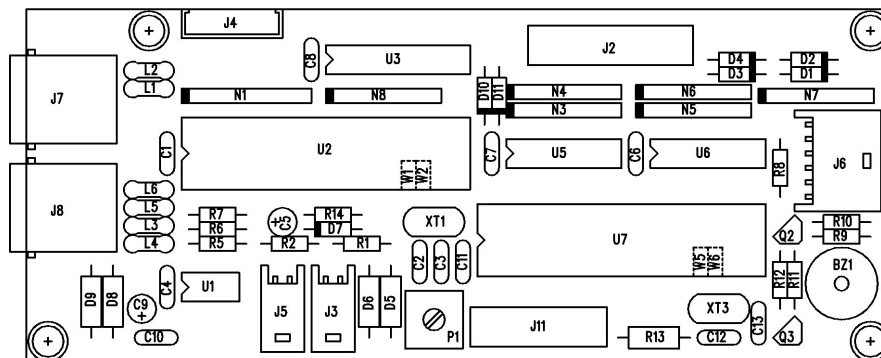 J4
C8
U3
J2
D4
D3
D2
D1
J7
L2
L1
N1
N8
D10
D11
N4
N3
N6
N5
N7
C1
U2
W1
W2
C7
U5
C6
U6
R8
J6
J8
L6
L5
L3
L4
R7
R6
R5
C5
R14
D7
R2
R1
XT1
U7
W5
W6
Q2
R10
R9
C2
C3
C11
D9
D8
C9
C4
U1
J5
J3
D6
D5
P1
J11
XT3
R12
R11
BZ1
C10
R13
C12
C13
Q3